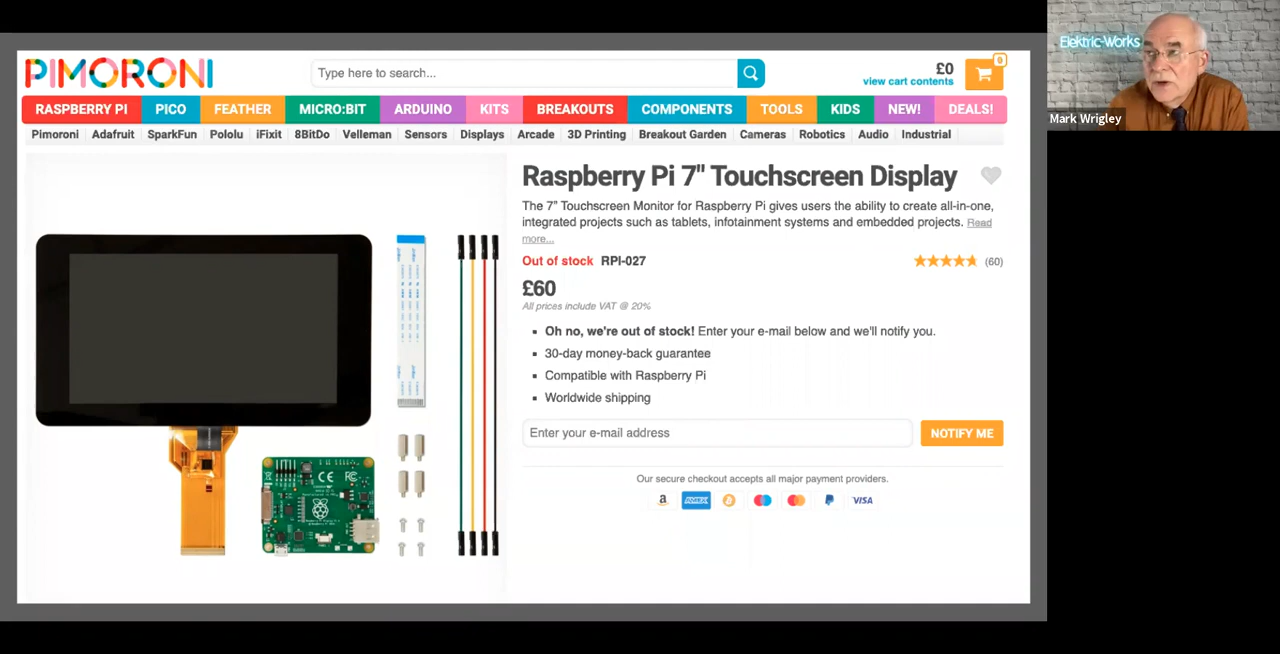 PIMORONI
Type here to search...
£0
view cart contents
0
RASPBERRY PI PICO FEATHER MICRO:BIT ARDUINO KITS BREAKOUTS COMPONENTS TOOLS KIDS NEW! DEALS!
Pimoroni Adafruit SparkFun Pololu iFixit 8BitDo Velleman Sensors Displays Arcade 3D Printing Breakout Garden Cameras Robotics Audio Industrial
Raspberry Pi 7" Touchscreen Display
The 7” Touchscreen Monitor for Raspberry Pi gives users the ability to create all-in-one,
integrated projects such as tablets, infotainment systems and embedded projects. Read
more...
Out of stock RPI-027
(60)
£60
All prices include VAT @ 20%
Oh no, we're out of stock! Enter your e-mail below and we'll notify you.
30-day money-back guarantee
Compatible with Raspberry Pi
Worldwide shipping
Enter your e-mail address
NOTIFY ME
Our secure checkout accepts all major payment providers.
AMEX
VISA
CE FC
Elektric-Works
Mark Wrigley